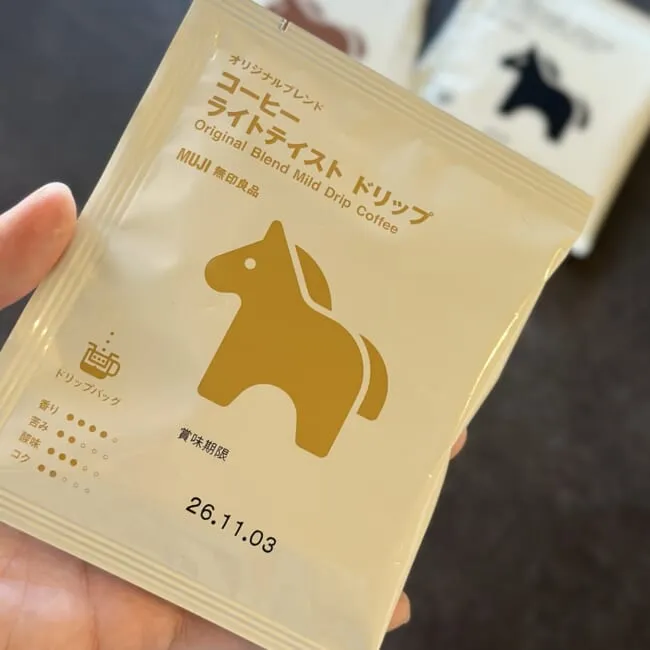 オリジナルブレンド
コーヒー
ライトテイスト ドリップ
Original Blend Mild Drip Coffee
MUJI 無印良品
ドリップバッグ
香り ●●●●○
苦み ●●○○○
酸味 ●●●○○
コク ●●○○○
賞味期限
26.11.03